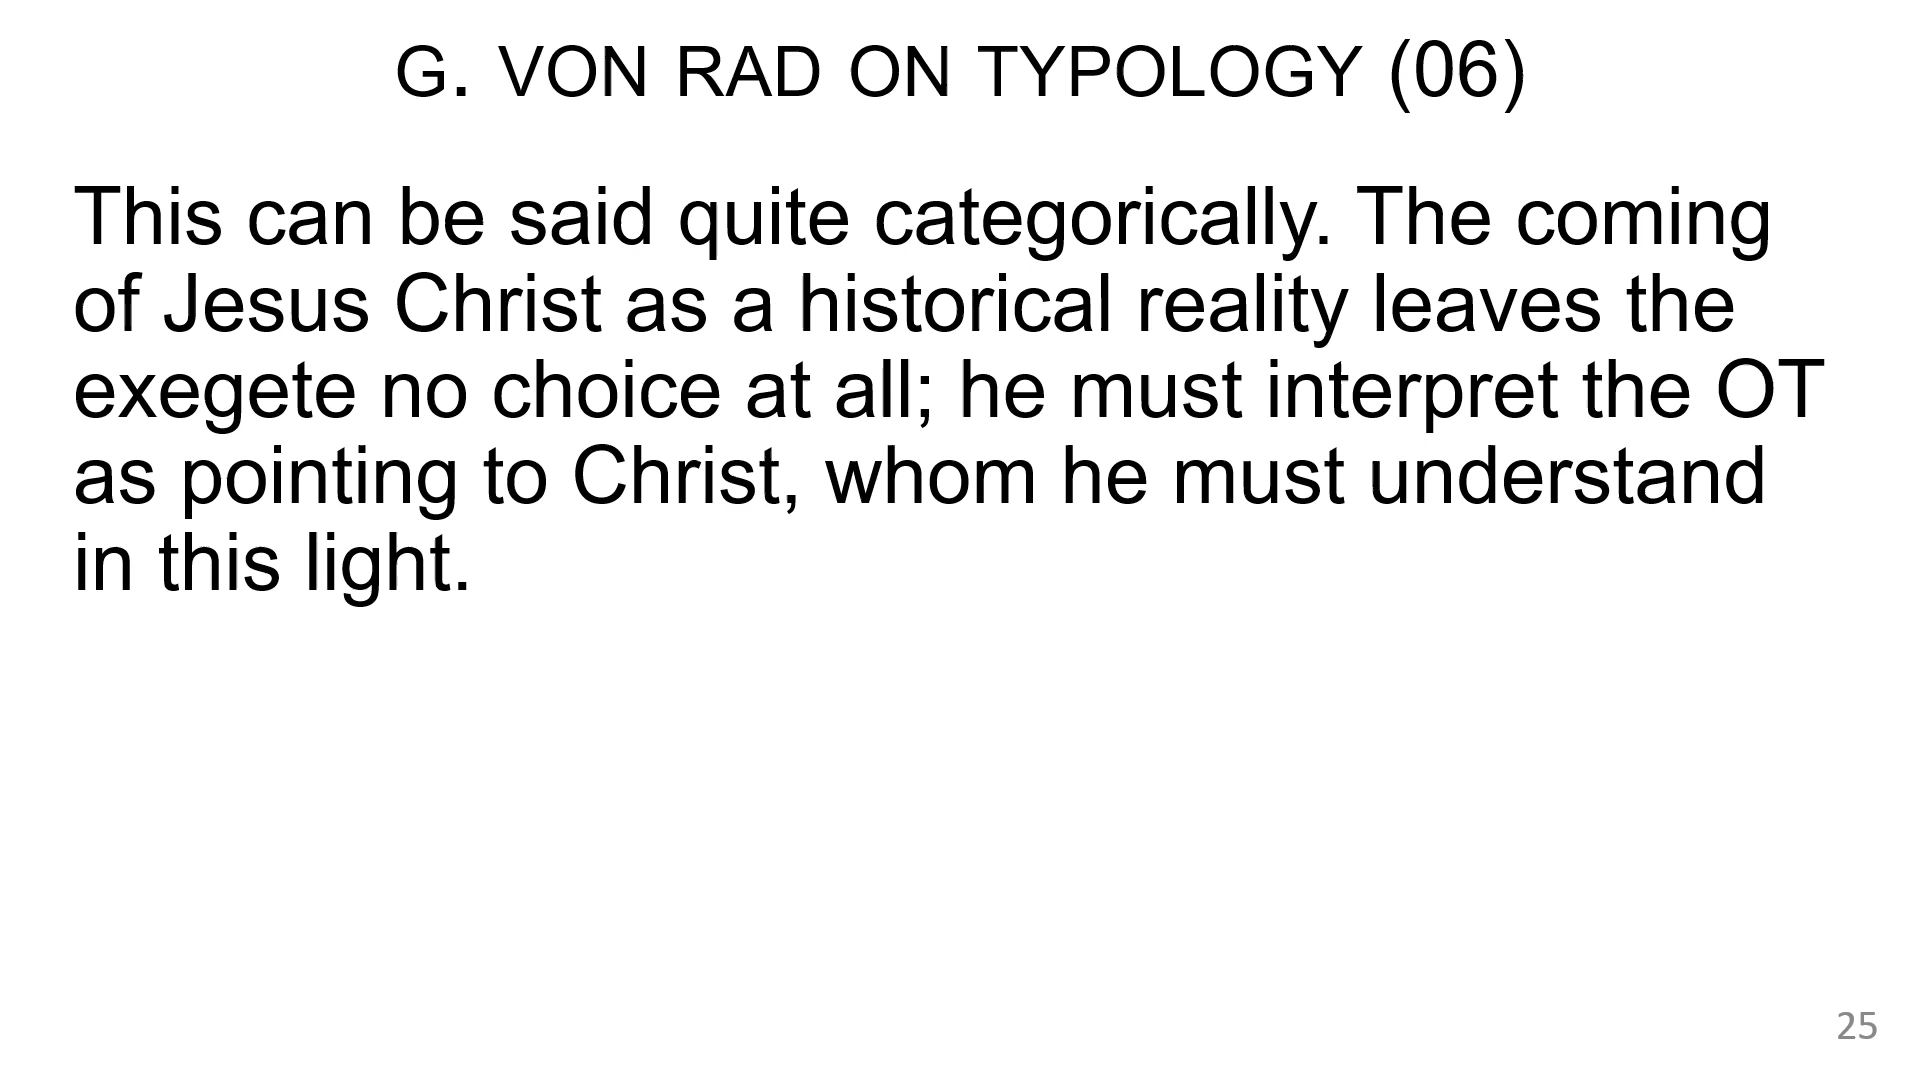 G. VON RAD ON TYPOLOGY (06)
This can be said quite categorically. The coming
of Jesus Christ as a historical reality leaves the
exegete no choice at all; he must interpret the OT
as pointing to Christ, whom he must understand
in this light.
25